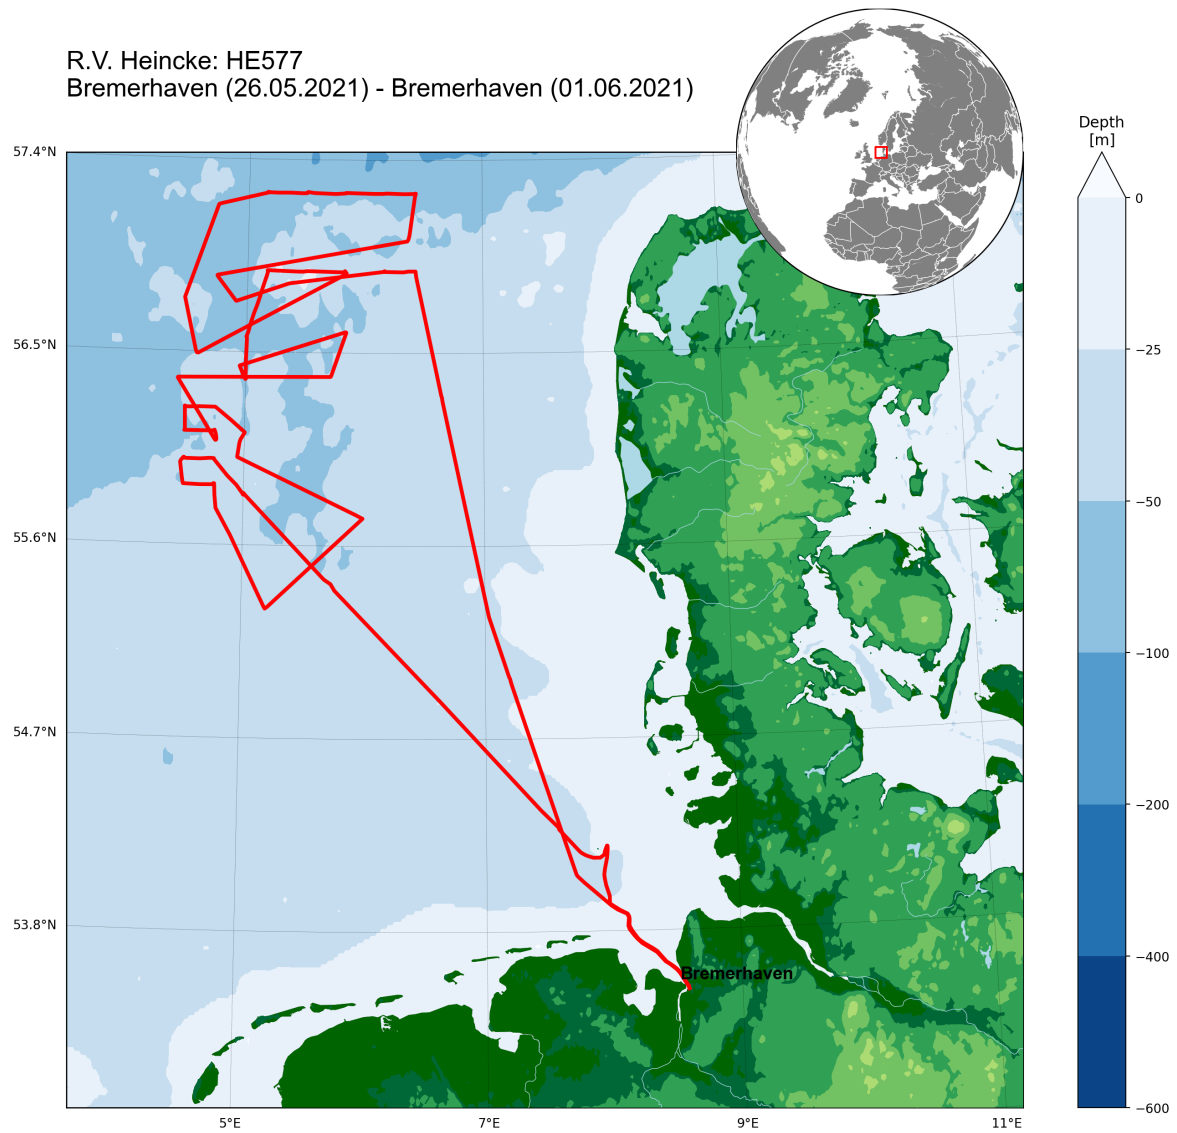 R.V. Heincke: HE577
Bremerhaven (26.05.2021) - Bremerhaven (01.06.2021)
Depth
[m]
0
−25
−50
−100
−200
−400
−600
57.4°N
56.5°N
55.6°N
54.7°N
53.8°N
Bremerhaven
5°E
7°E
9°E
11°E